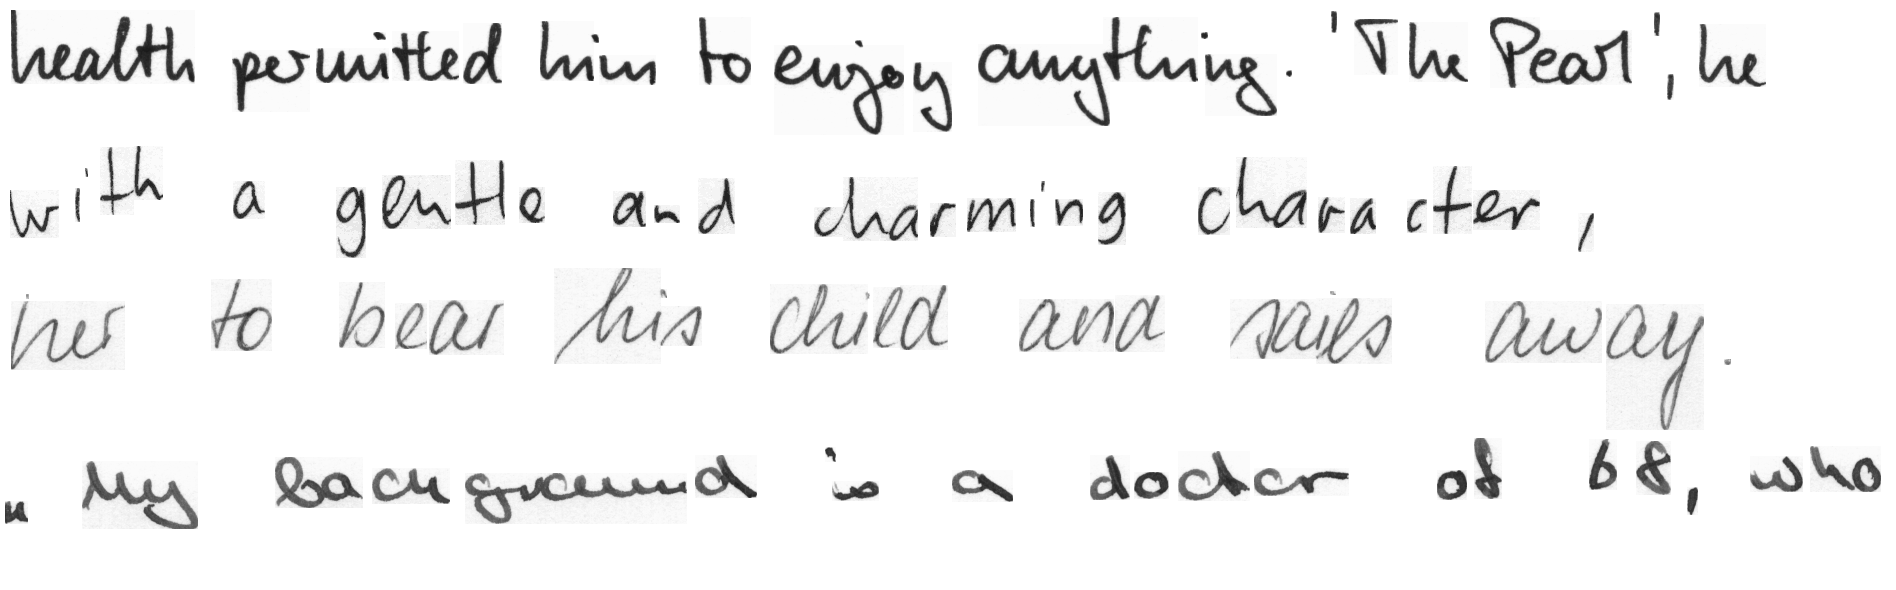 health permitted him to enjoy anything. 'The Pearl', he
with a gentle and charming character,
her to bear his child and sails away.
„ My background is a doctor of 68, who